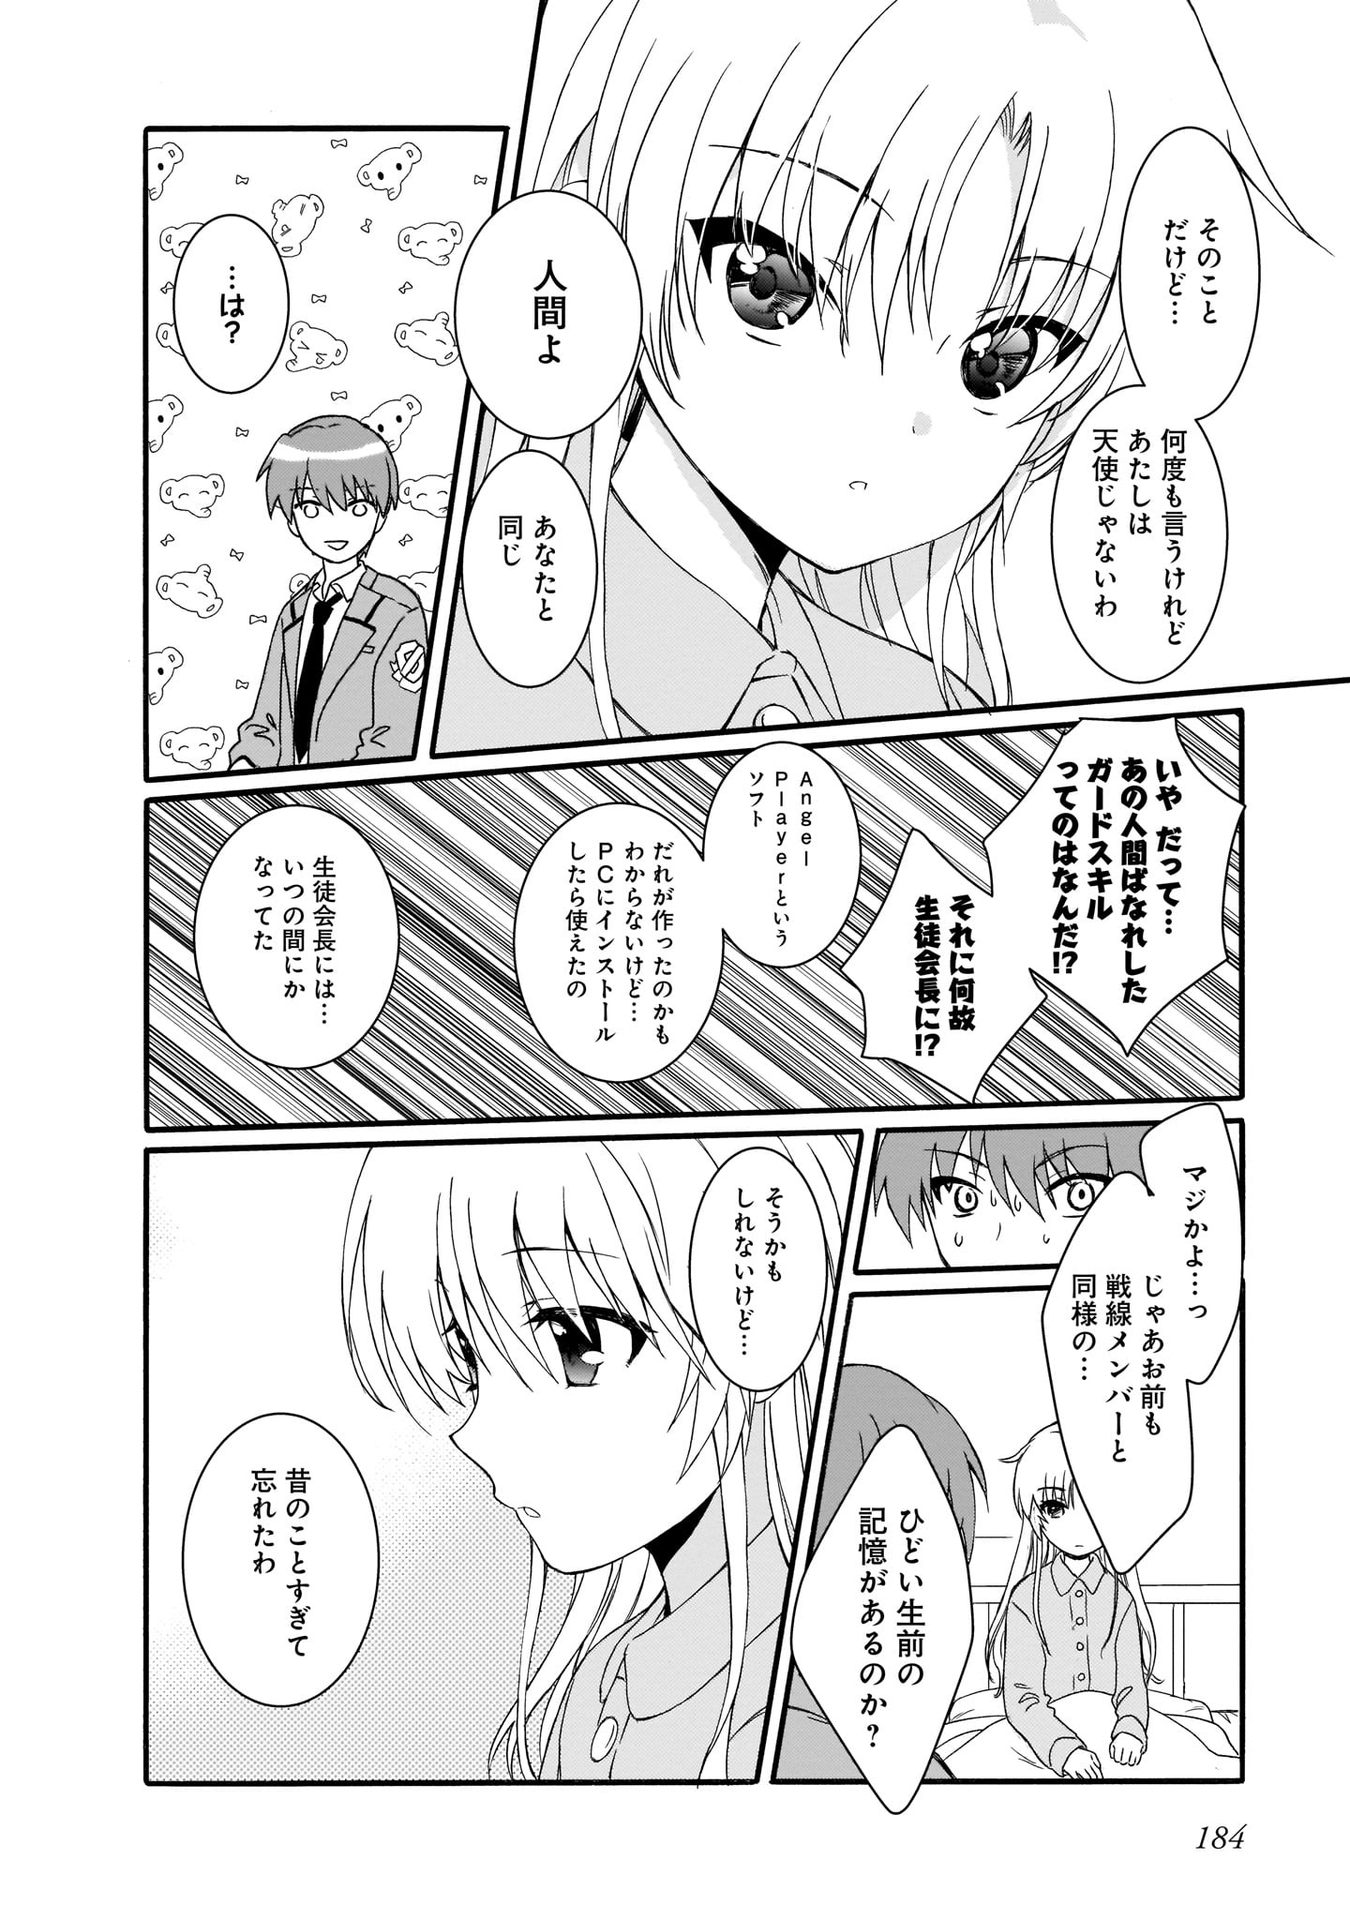 そのこと
だけど…
何度も言うけれど
あたしは
天使じゃないわ
人間よ
あなたと
同じ
…は？
いや だって…
あの人間ばなれした
ガードスキル
ってのはなんだ!?
それに何故
生徒会長に!?
Angel
Playerという
ソフト
だれが作ったのかも
わからないけど…
PCにインストール
したら使えたの
生徒会長には…
いつの間にか
なってた
マジかよ…っ
じゃあお前も
戦線メンバーと
同様の…
ひどい生前の
記憶があるのか？
そうかも
しれないけど…
昔のことすぎて
忘れたわ
184